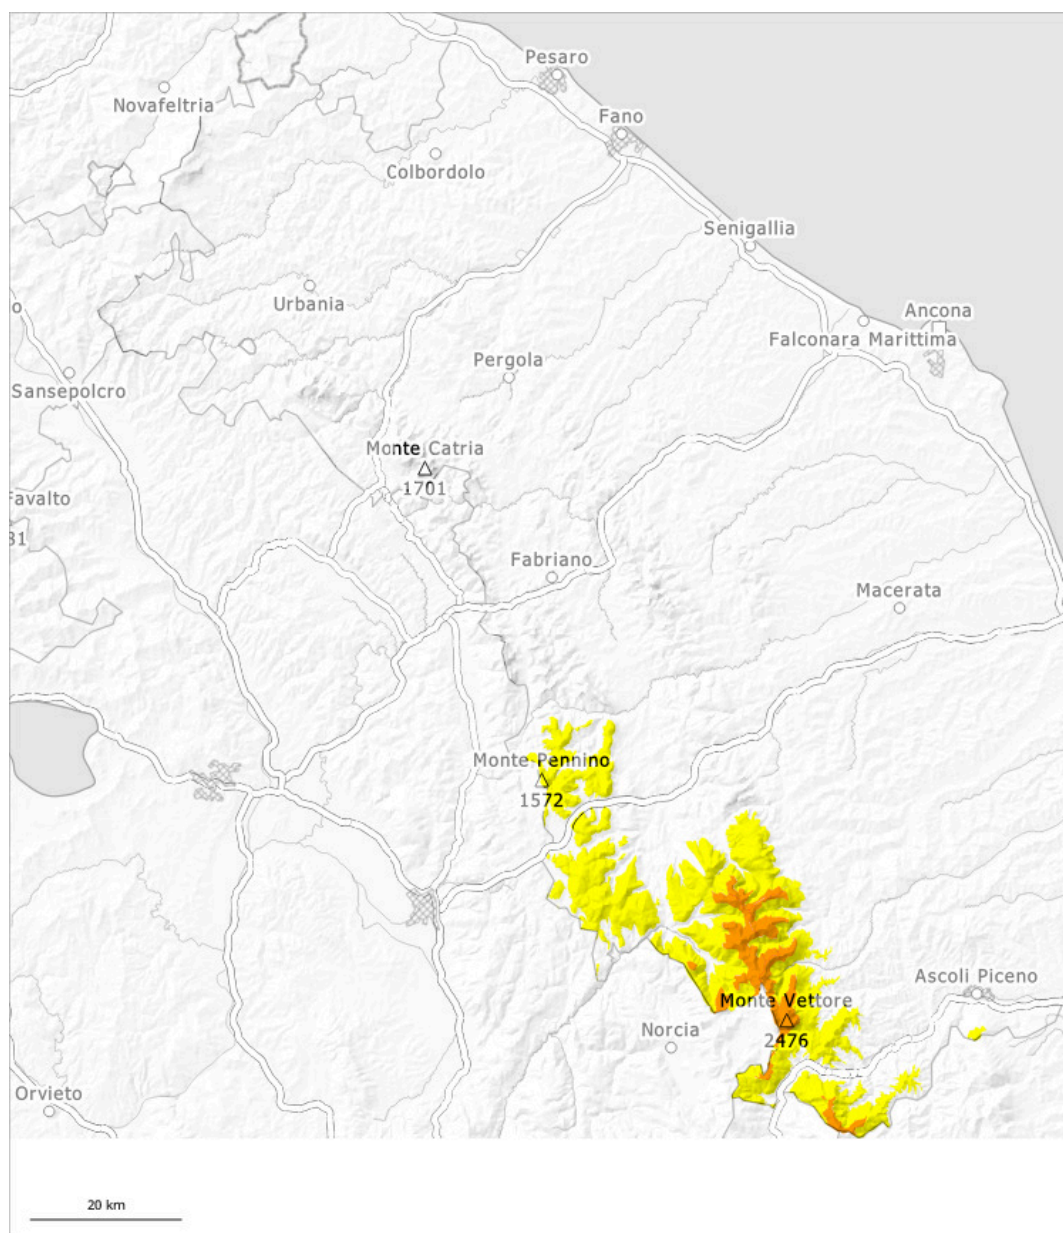 Pesaro
Novafeltria
Fano
Colbordolo
Senigallia
Urbania
o
Ancona
Falconara Marittima
Pergola
Sansepolcro
Monte Catria
1701
Favalto
31
Fabriano
Macerata
Monte Pennino
1572
Ascoli Piceno
Monte Vettore
2476
Norcia
Orvieto
20 km